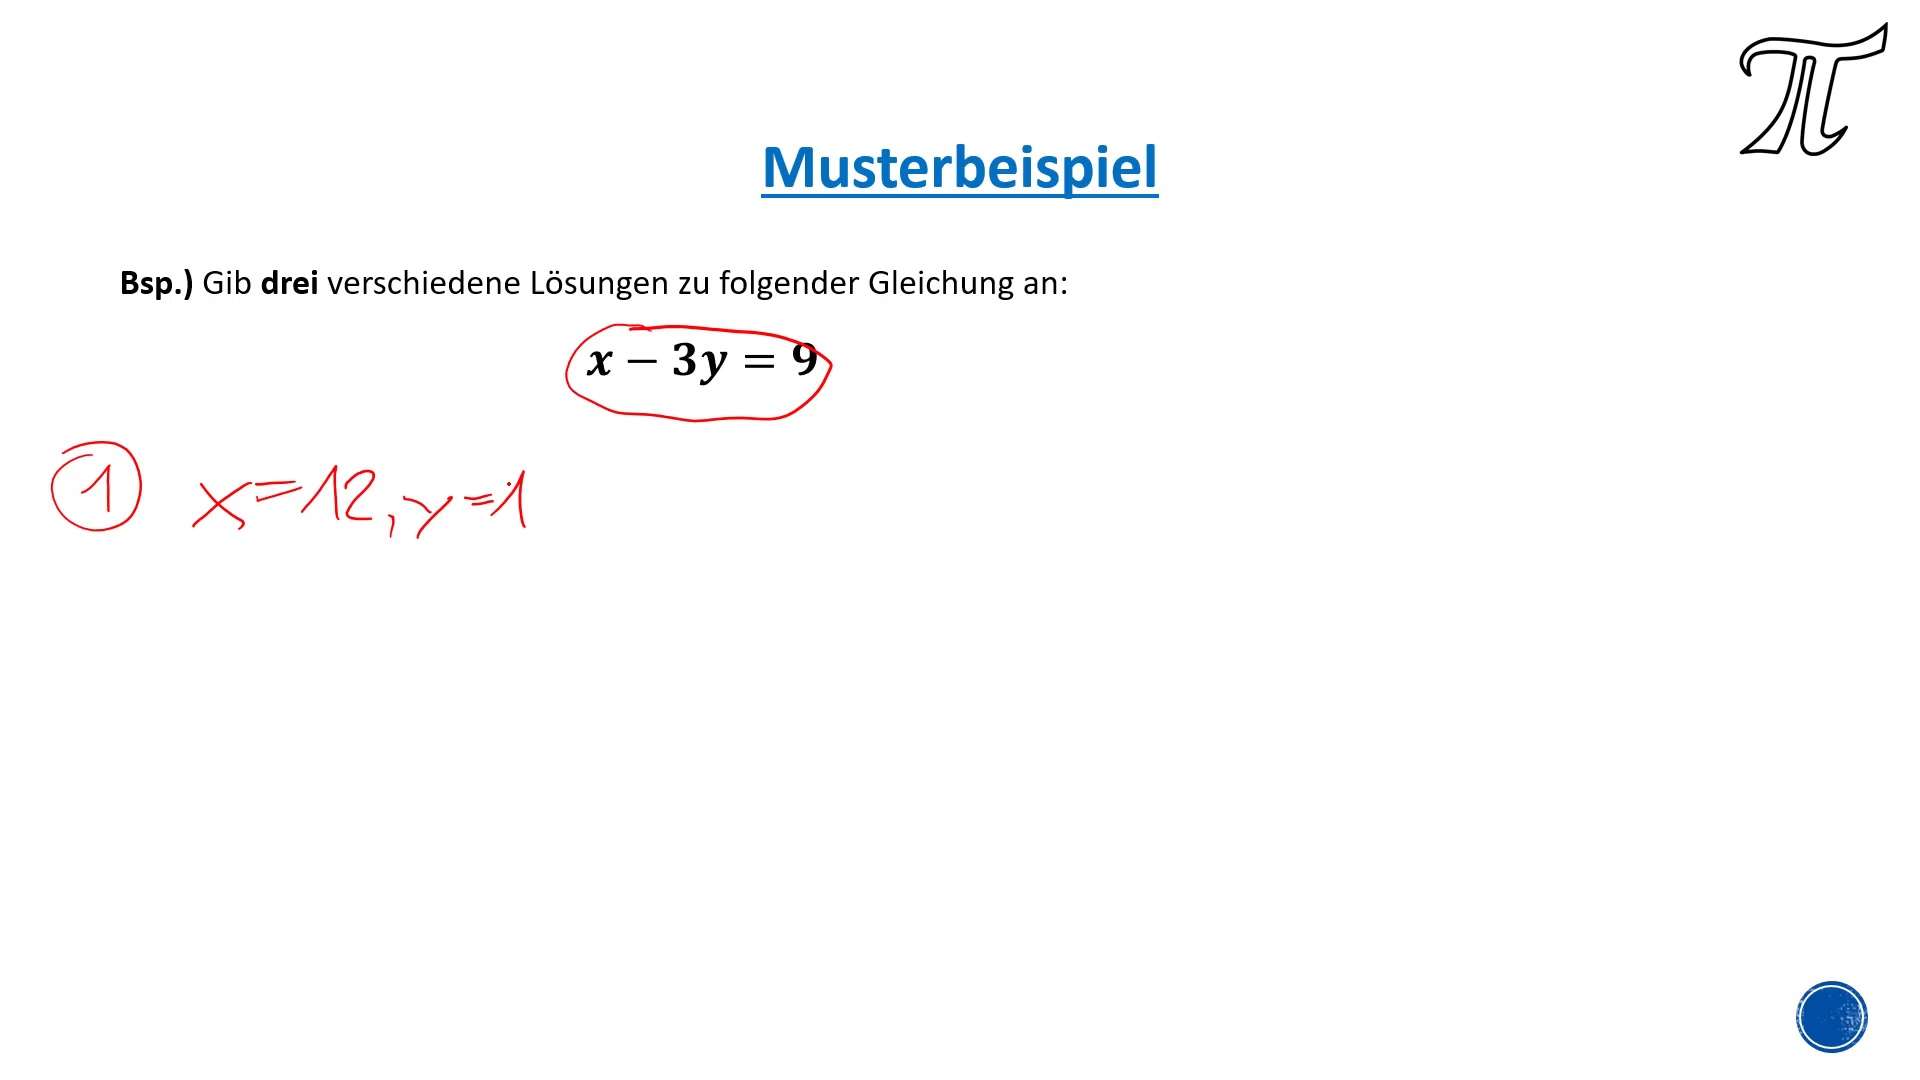 π
Musterbeispiel
Bsp.) Gib drei verschiedene Lösungen zu folgender Gleichung an:
x − 3y = 9
1 x=12, y=1